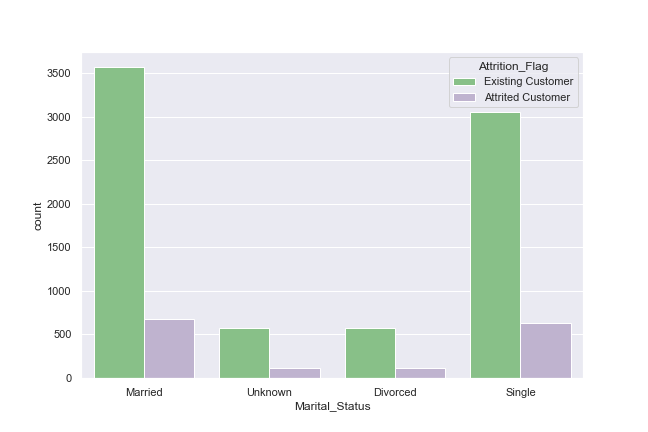 Attrition_Flag
Existing Customer
Attrited Customer
count
3500
3000
2500
2000
1500
1000
500
0
Married Unknown Divorced Single
Marital_Status